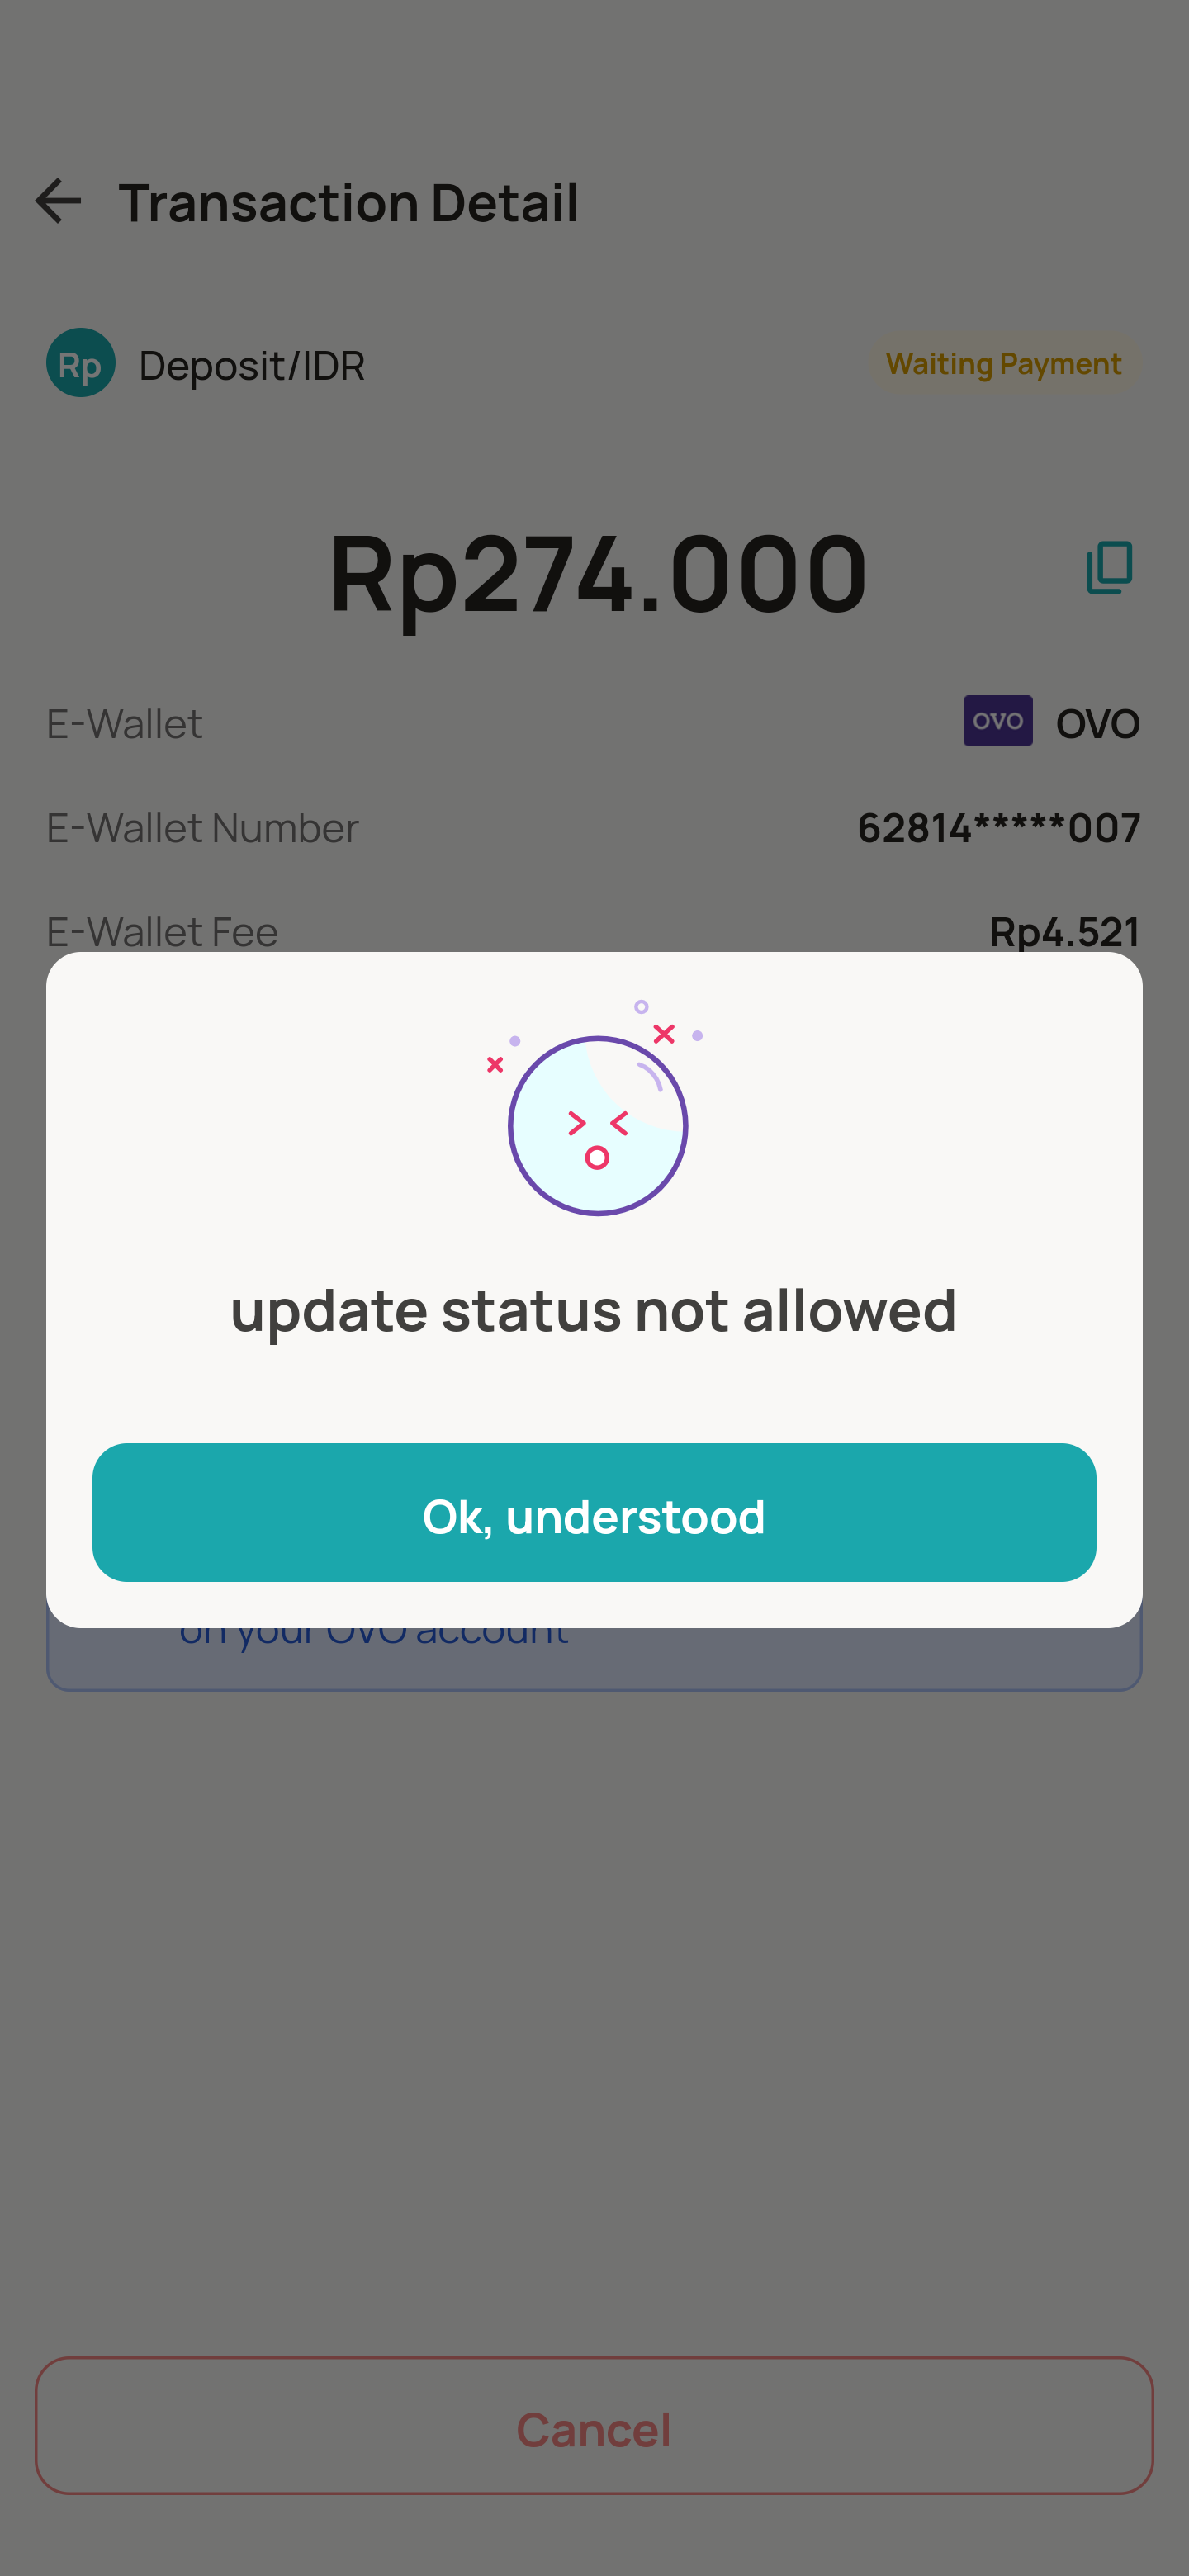 Transaction Detail
Rp Deposit/IDR Waiting Payment
Rp274.000
E-Wallet OVO OVO
E-Wallet Number 62814*****007
E-Wallet Fee Rp4.521
update status not allowed
Ok, understood
on your OVO account
Cancel